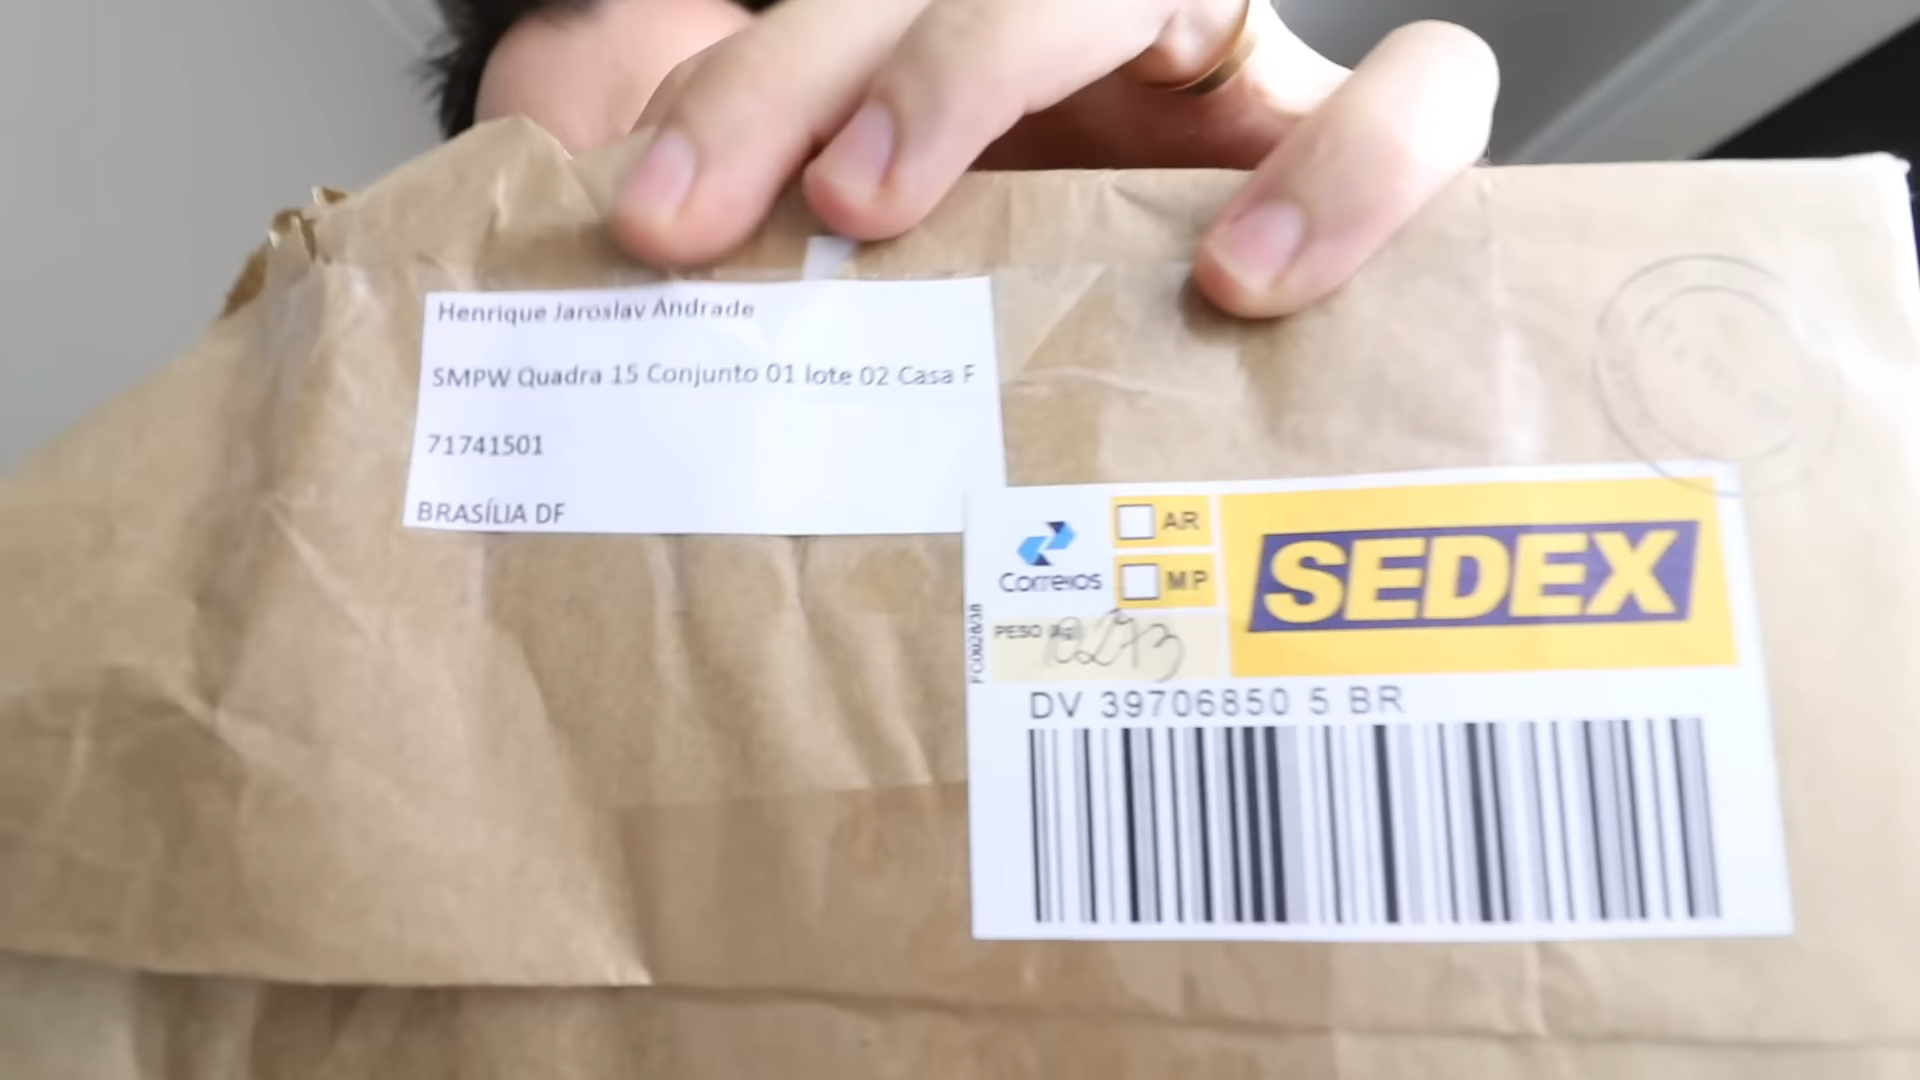 Henrique Jaroslav Andrade
SMPW Quadra 15 Conjunto 01 lote 02 Casa F
71741501
BRASÍLIA DF
Correios
AR
MP
SEDEX
PESO
DV 39706850 5 BR